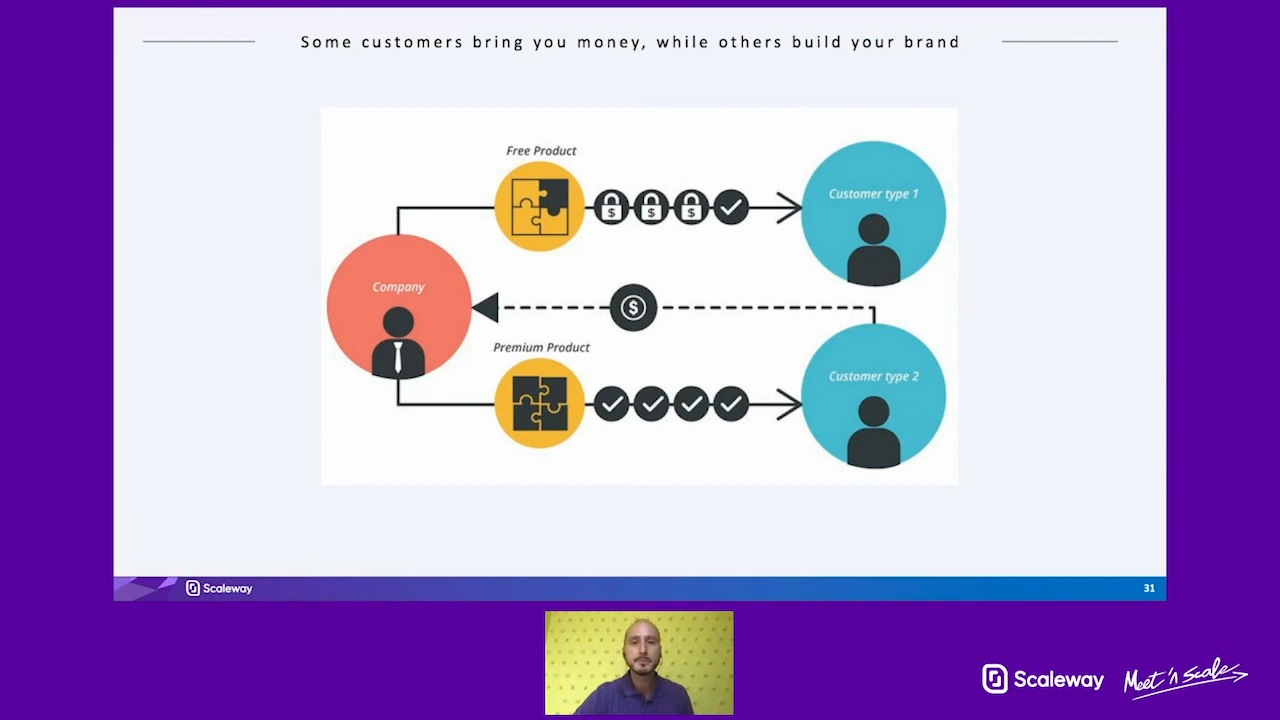 Some customers bring you money, while others build your brand
Free Product
$ $ $
Customer type 1
Company
$
Premium Product
Customer type 2
Scaleway
31
Scaleway
Meet 'n Scale